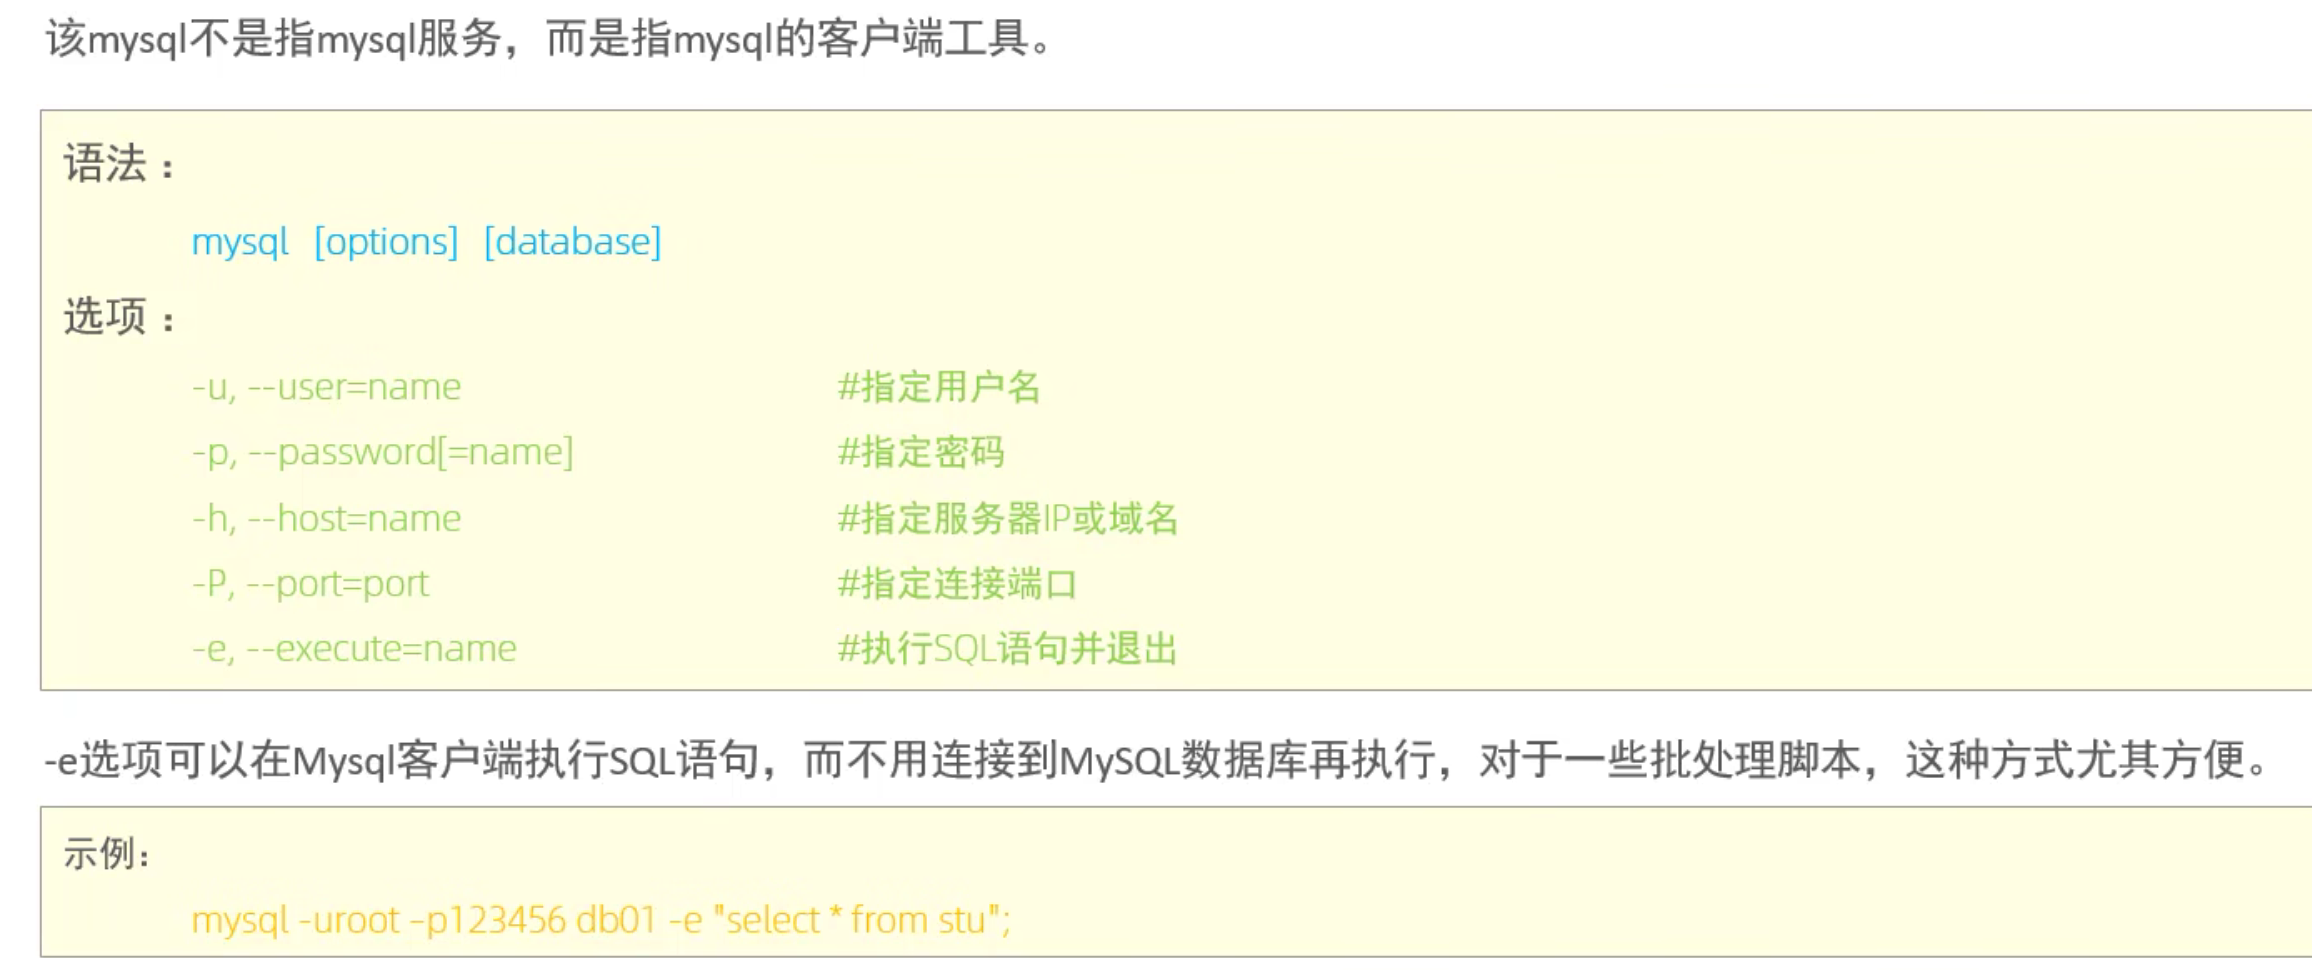 该mysql不是指mysql服务，而是指mysql的客户端工具。
语法 ：
mysql [options] [database]
选项 ：
-u, --user=name #指定用户名
-p, --password[=name] #指定密码
-h, --host=name #指定服务器IP或域名
-P, --port=port #指定连接端口
-e, --execute=name #执行SQL语句并退出
-e选项可以在Mysql客户端执行SQL语句，而不用连接到MySQL数据库再执行，对于一些批处理脚本，这种方式尤其方便。
示例：
mysql -uroot –p123456 db01 -e "select * from stu";